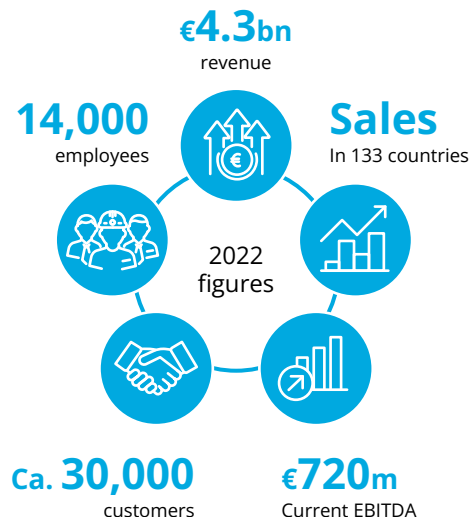 €4.3bn
revenue
14,000
employees
Sales
In 133 countries
€
2022
figures
Ca. 30,000
customers
€720m
Current EBITDA